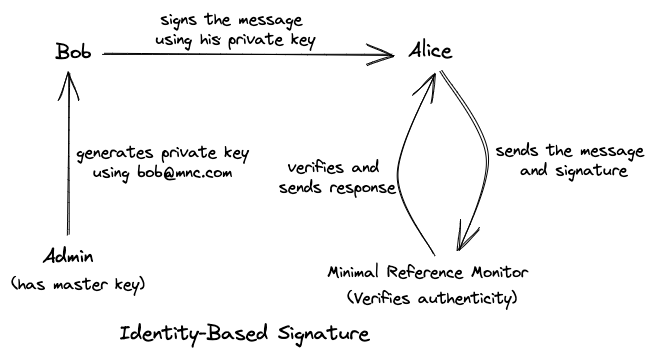 signs the message
using his private key
Bob
Alice
generates private key
using bob@mnc.com
verifies and
sends response
sends the message
and signature
Admin
(has master key)
Minimal Reference Monitor
(Verifies authenticity)
Identity-Based Signature